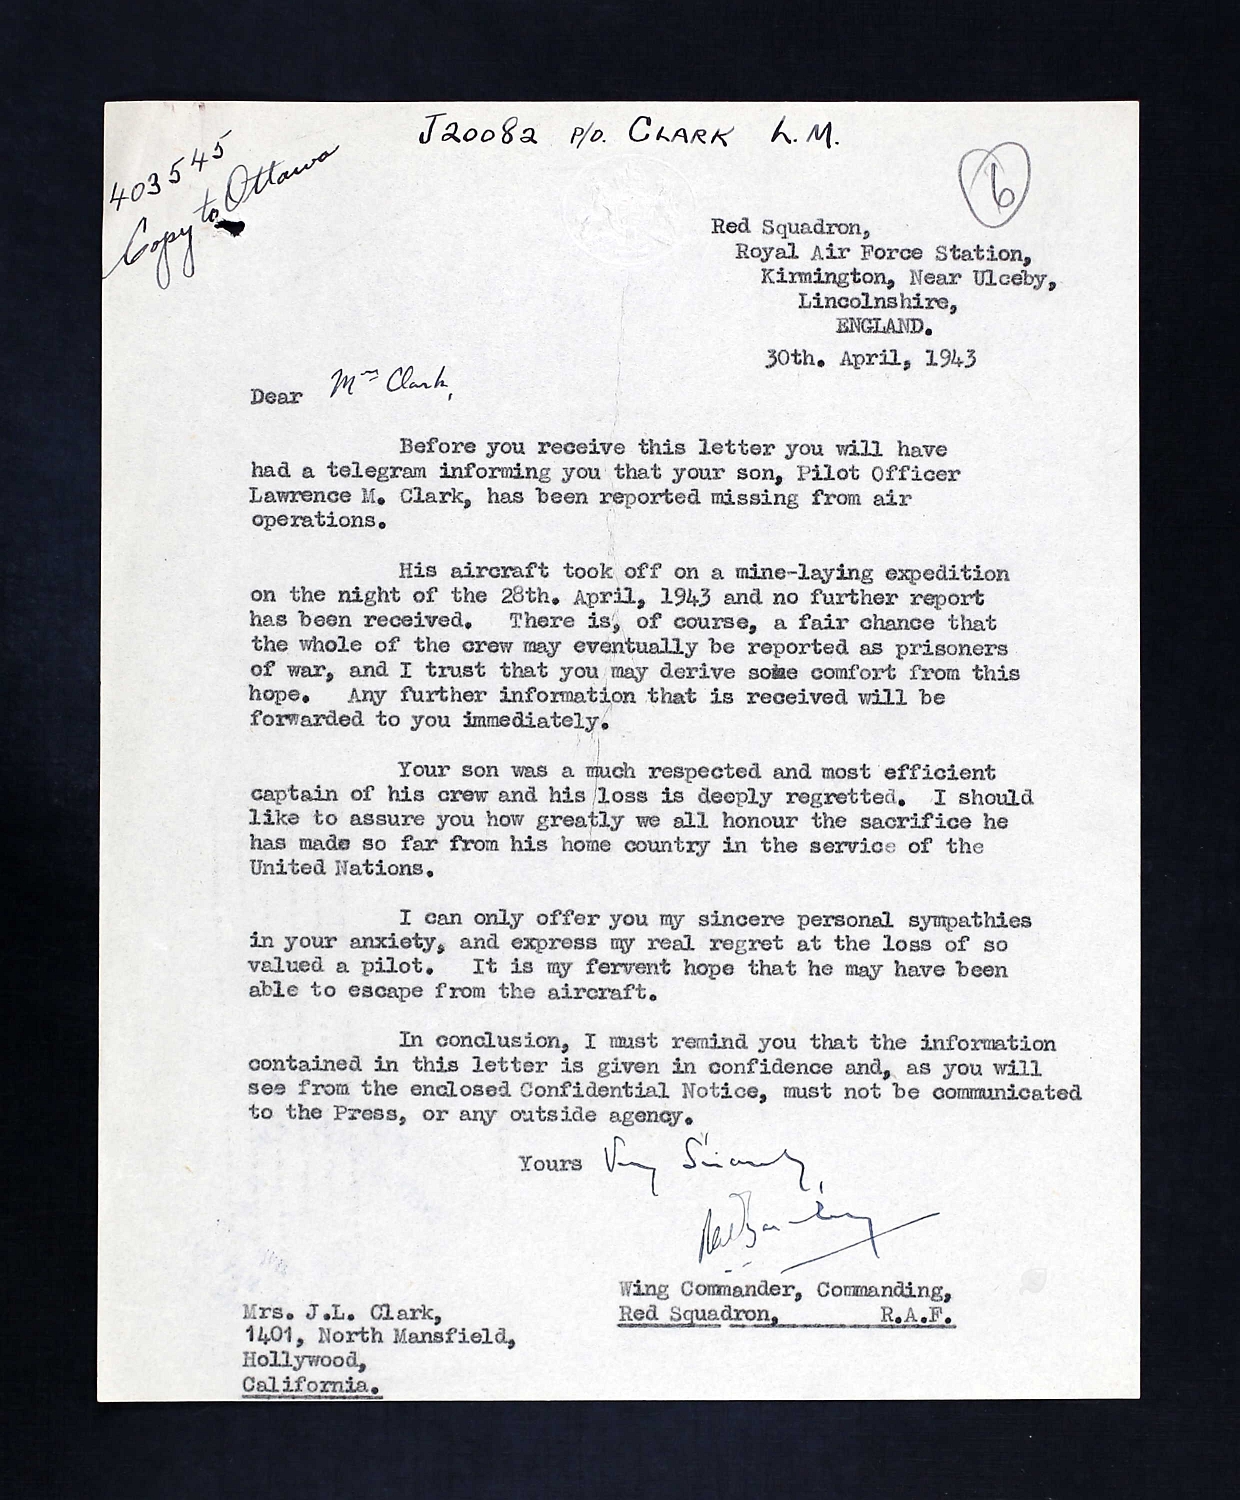 J20082 P/O. CLARK L.M.
403545
Copy to Ottawa
6
Red Squadron,
Royal Air Force Station,
Kirmington, Near Ulceby,
Lincolnshire,
ENGLAND.
30th. April, 1943
Dear Mrs Clark,
Before you receive this letter you will have
had a telegram informing you that your son, Pilot Officer
Lawrence M. Clark, has been reported missing from air
operations.
His aircraft took off on a mine-laying expedition
on the night of the 28th. April, 1943 and no further report
has been received. There is, of course, a fair chance that
the whole of the crew may eventually be reported as prisoners
of war, and I trust that you may derive some comfort from this
hope. Any further information that is received will be
forwarded to you immediately.
Your son was a much respected and most efficient
captain of his crew and his loss is deeply regretted. I should
like to assure you how greatly we all honour the sacrifice he
has made so far from his home country in the service of the
United Nations.
I can only offer you my sincere personal sympathies
in your anxiety, and express my real regret at the loss of so
valued a pilot. It is my fervent hope that he may have been
able to escape from the aircraft.
In conclusion, I must remind you that the information
contained in this letter is given in confidence and, as you will
see from the enclosed Confidential Notice, must not be communicated
to the Press, or any outside agency.
Yours Very Sincerely,
Wing Commander, Commanding,
Red Squadron, R.A.F.
Mrs. J.L. Clark,
1401, North Mansfield,
Hollywood,
California.